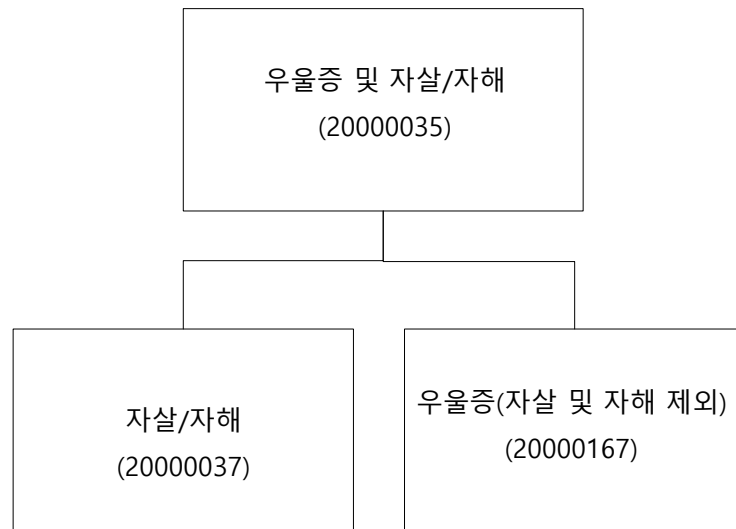 우울증 및 자살/자해
(20000035)
자살/자해
(20000037)
우울증(자살 및 자해 제외)
(20000167)